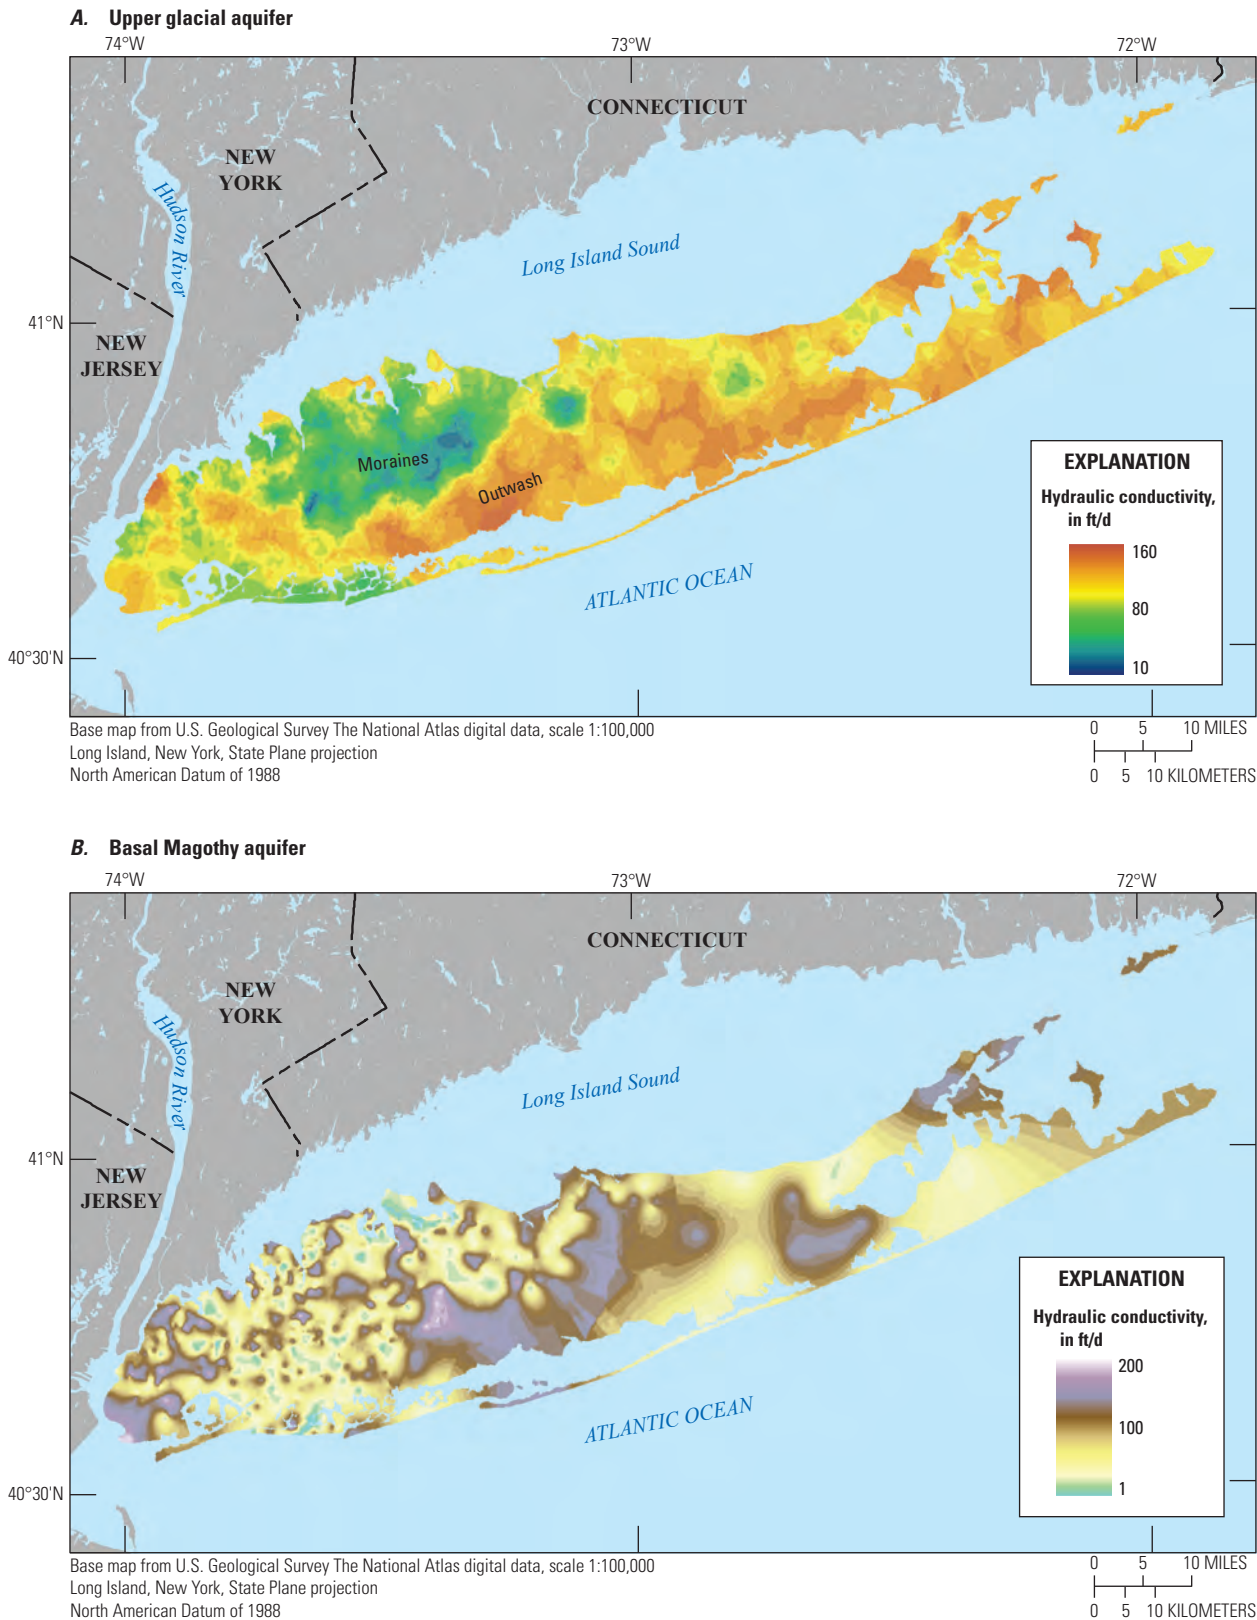 A. Upper glacial aquifer
74°W
73°W
72°W
CONNECTICUT
NEW
YORK
Hudson River
Long Island Sound
41°N
NEW
JERSEY
Moraines
Outwash
ATLANTIC OCEAN
EXPLANATION
Hydraulic conductivity,
in ft/d
160
80
10
40°30'N
Base map from U.S. Geological Survey The National Atlas digital data, scale 1:100,000
Long Island, New York, State Plane projection
North American Datum of 1988
0 5 10 MILES
0 5 10 KILOMETERS
B. Basal Magothy aquifer
74°W
73°W
72°W
CONNECTICUT
NEW
YORK
Hudson River
Long Island Sound
41°N
NEW
JERSEY
ATLANTIC OCEAN
EXPLANATION
Hydraulic conductivity,
in ft/d
200
100
1
40°30'N
Base map from U.S. Geological Survey The National Atlas digital data, scale 1:100,000
Long Island, New York, State Plane projection
North American Datum of 1988
0 5 10 MILES
0 5 10 KILOMETERS